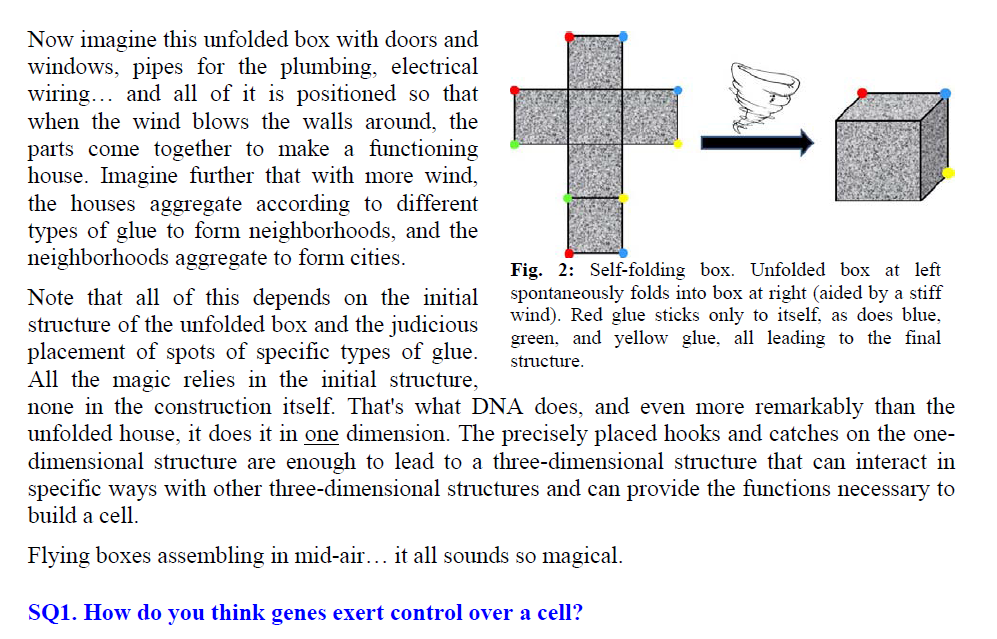 Now imagine this unfolded box with doors and
windows, pipes for the plumbing, electrical
wiring… and all of it is positioned so that
when the wind blows the walls around, the
parts come together to make a functioning
house. Imagine further that with more wind,
the houses aggregate according to different
types of glue to form neighborhoods, and the
neighborhoods aggregate to form cities.
Fig. 2: Self-folding box. Unfolded box at left
spontaneously folds into box at right (aided by a stiff
wind). Red glue sticks only to itself, as does blue,
green, and yellow glue, all leading to the final
structure.
Note that all of this depends on the initial
structure of the unfolded box and the judicious
placement of spots of specific types of glue.
All the magic relies in the initial structure,
none in the construction itself. That's what DNA does, and even more remarkably than the
unfolded house, it does it in one dimension. The precisely placed hooks and catches on the one-
dimensional structure are enough to lead to a three-dimensional structure that can interact in
specific ways with other three-dimensional structures and can provide the functions necessary to
build a cell.
Flying boxes assembling in mid-air… it all sounds so magical.
SQ1. How do you think genes exert control over a cell?